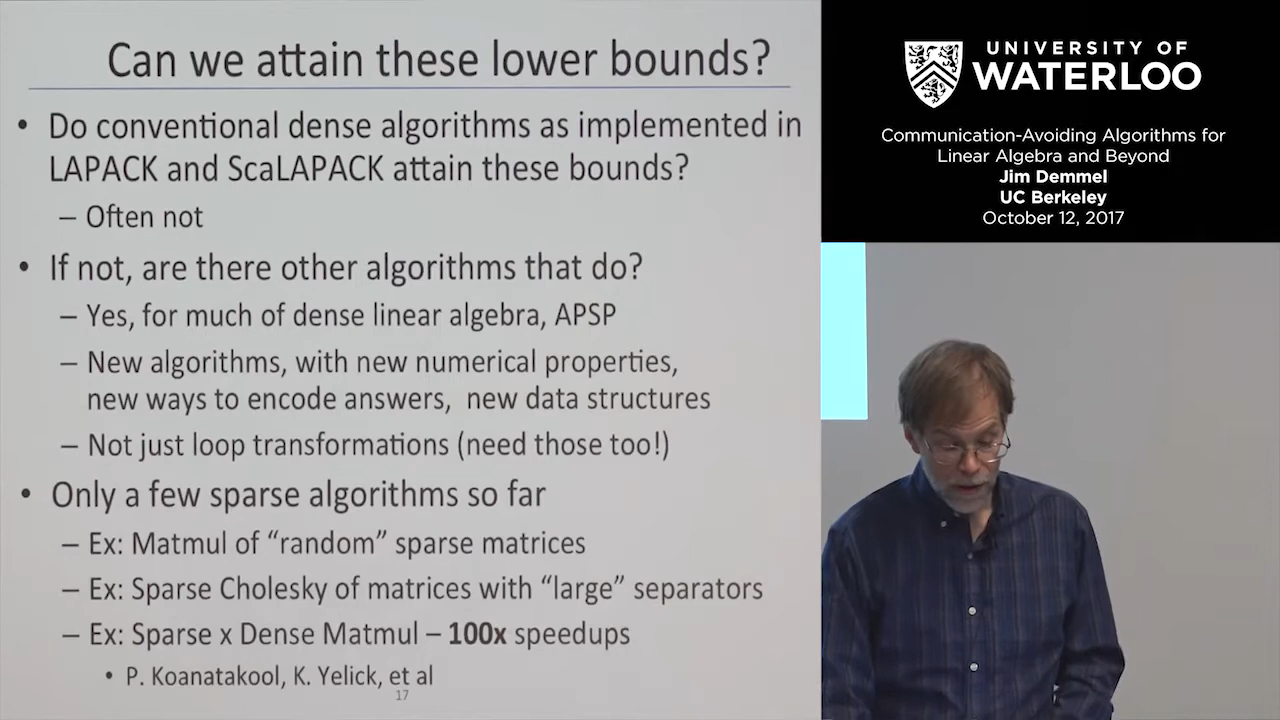 Can we attain these lower bounds?
• Do conventional dense algorithms as implemented in
LAPACK and ScaLAPACK attain these bounds?
– Often not
• If not, are there other algorithms that do?
– Yes, for much of dense linear algebra, APSP
– New algorithms, with new numerical properties,
new ways to encode answers, new data structures
– Not just loop transformations (need those too!)
• Only a few sparse algorithms so far
– Ex: Matmul of “random” sparse matrices
– Ex: Sparse Cholesky of matrices with “large” separators
– Ex: Sparse x Dense Matmul – 100x speedups
• P. Koanatakool, K. Yelick, et al
17
UNIVERSITY OF
WATERLOO
Communication-Avoiding Algorithms for
Linear Algebra and Beyond
Jim Demmel
UC Berkeley
October 12, 2017